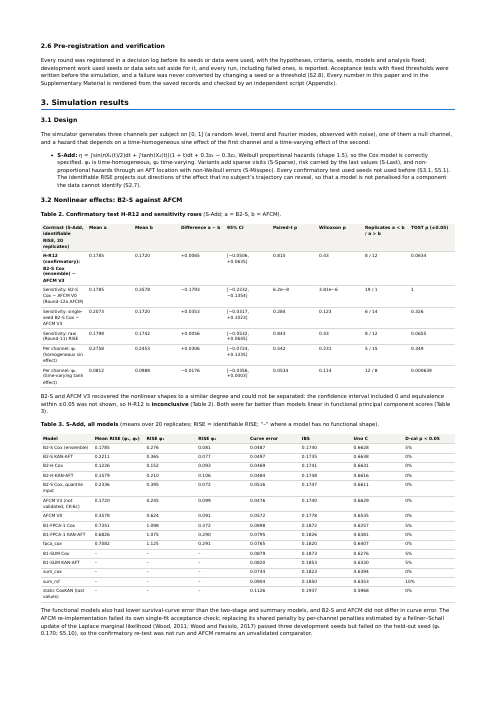 2.6 Pre-registration and verification
Every round was registered in a decision log before its seeds or data were used, with the hypotheses, criteria, seeds, models and analysis fixed;
development work used seeds or data sets set aside for it, and every run, including failed ones, is reported. Acceptance tests with fixed thresholds were
written before the simulation, and a failure was never converted by changing a seed or a threshold (S2.8). Every number in this paper and in the
Supplementary Material is rendered from the saved records and checked by an independent script (Appendix).
3. Simulation results
3.1 Design
The simulator generates three channels per subject on [0, 1] (a random level, trend and Fourier modes, observed with noise), one of them a null channel,
and a hazard that depends on a time-homogeneous sine effect of the first channel and a time-varying effect of the second:
• S-Add: η = ∫sin(πX₁(t)/2)dt + ∫tanh(X₂(t))(1 + t)dt + 0.3z₁ − 0.3z₂; Weibull proportional hazards (shape 1.5), so the Cox model is correctly
specified. φ₁ is time-homogeneous, φ₂ time-varying. Variants add sparse visits (S-Sparse), risk carried by the last values (S-Last) and non-
proportional hazards through an AFT location with non-Gumbel errors (S-Misspec). Every confirmatory test used seeds not used before (S3.1, S5.1).
The identifiable RISE projects out directions of the effect that no subject's trajectory can reveal, so that a model is not penalised for a component
the data cannot identify (S2.7).
3.2 Nonlinear effects: B2-S against AFCM
Table 2. Confirmatory test H-R12 and sensitivity rows (S-Add; a = B2-S, b = AFCM).
Contrast (S-Add, identifiable RISE, 20 replicates) Mean a Mean b Difference a − b 95% CI Paired-t p Wilcoxon p Replicates a < b / a > b TOST p (±0.05)
H-R12 (confirmatory): B2-S Cox (ensemble) − AFCM V3 0.1785 0.1720 +0.0065 [−0.0506, +0.0635] 0.815 0.43 8 / 12 0.0634
Sensitivity: B2-S Cox − AFCM V0 (Round-12a AFCM) 0.1785 0.3578 −0.1793 [−0.2232, −0.1354] 6.2e−8 3.81e−6 19 / 1 1
Sensitivity: single-seed B2-S Cox − AFCM V3 0.2073 0.1720 +0.0353 [−0.0317, +0.1023] 0.284 0.123 6 / 14 0.326
Sensitivity: raw (Round-11) RISE 0.1798 0.1742 +0.0056 [−0.0532, +0.0645] 0.843 0.43 8 / 12 0.0655
Per channel: φ₁ (homogeneous sin effect) 0.2758 0.2453 +0.0306 [−0.0724, +0.1335] 0.542 0.231 5 / 15 0.349
Per channel: φ₂ (time-varying tanh effect) 0.0812 0.0988 −0.0176 [−0.0356, +0.0003] 0.0534 0.114 12 / 8 0.000639
B2-S and AFCM V3 recovered the nonlinear shapes to a similar degree and could not be separated: the confidence interval included 0 and equivalence
within ±0.05 was not shown, so H-R12 is inconclusive (Table 2). Both were far better than models linear in functional principal component scores (Table
3).
Table 3. S-Add, all models (means over 20 replicates; RISE = identifiable RISE; "–" where a model has no functional shape).
Model Mean RISE (φ₁, φ₂) RISE φ₁ RISE φ₂ Curve error IBS Uno C D-cal p < 0.05
B2-S Cox (ensemble) 0.1785 0.276 0.081 0.0487 0.1740 0.6628 5%
B2-S KAN-AFT 0.2211 0.365 0.077 0.0497 0.1735 0.6638 0%
B2-H Cox 0.1226 0.152 0.093 0.0469 0.1741 0.6631 0%
B2-H KAN-AFT 0.1579 0.210 0.106 0.0484 0.1748 0.6616 0%
B2-S Cox, quantile input 0.2336 0.395 0.072 0.0516 0.1747 0.6611 0%
AFCM V3 (not validated, CR-6c) 0.1720 0.245 0.099 0.0476 0.1740 0.6629 0%
AFCM V0 0.3578 0.624 0.091 0.0572 0.1778 0.6535 0%
B1-FPCA-1 Cox 0.7351 1.098 0.372 0.0898 0.1872 0.6257 5%
B1-FPCA-1 KAN-AFT 0.6826 1.075 0.290 0.0795 0.1826 0.6381 0%
fpca_cox 0.7082 1.125 0.291 0.0765 0.1820 0.6407 0%
B1-SUM Cox – – – 0.0879 0.1873 0.6276 5%
B1-SUM KAN-AFT – – – 0.0820 0.1853 0.6330 5%
sum_cox – – – 0.0744 0.1823 0.6394 0%
sum_rsf – – – 0.0904 0.1850 0.6353 10%
static CoxKAN (last values) – – – 0.1126 0.1937 0.5968 0%
The functional models also had lower survival-curve error than the two-stage and summary models, and B2-S and AFCM did not differ in curve error. The
AFCM re-implementation failed its own single-fit acceptance check; replacing its shared penalty by per-channel penalties estimated by a Fellner–Schall
update of the Laplace marginal likelihood (Wood, 2011; Wood and Fasiolo, 2017) passed three development seeds but failed on the held-out seed (φ₁
0.170; S5.10), so the confirmatory re-test was not run and AFCM remains an unvalidated comparator.